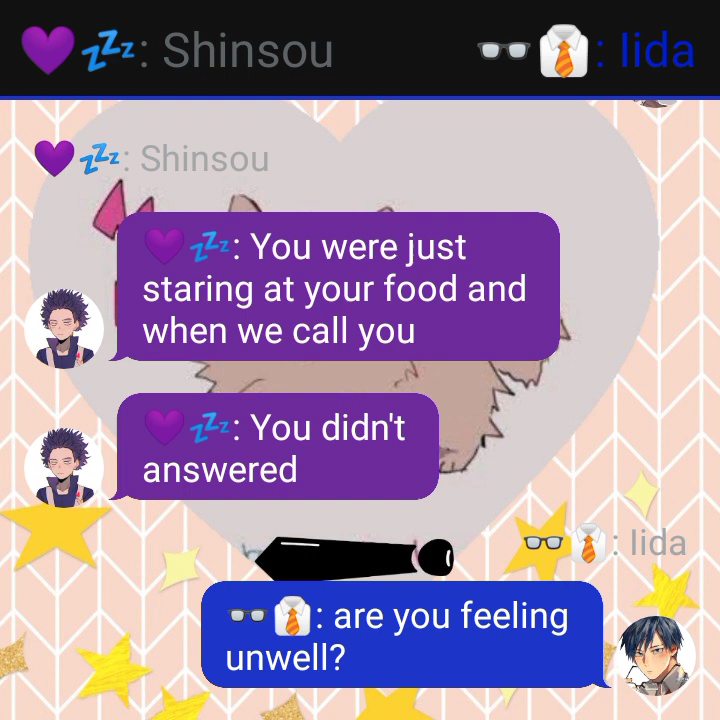 💜💤: Shinsou 🕶👔: Iida
💜💤: Shinsou
💜💤: You were just
staring at your food and
when we call you
💜💤: You didn't
answered
🕶👔: Iida
🕶👔: are you feeling
unwell?